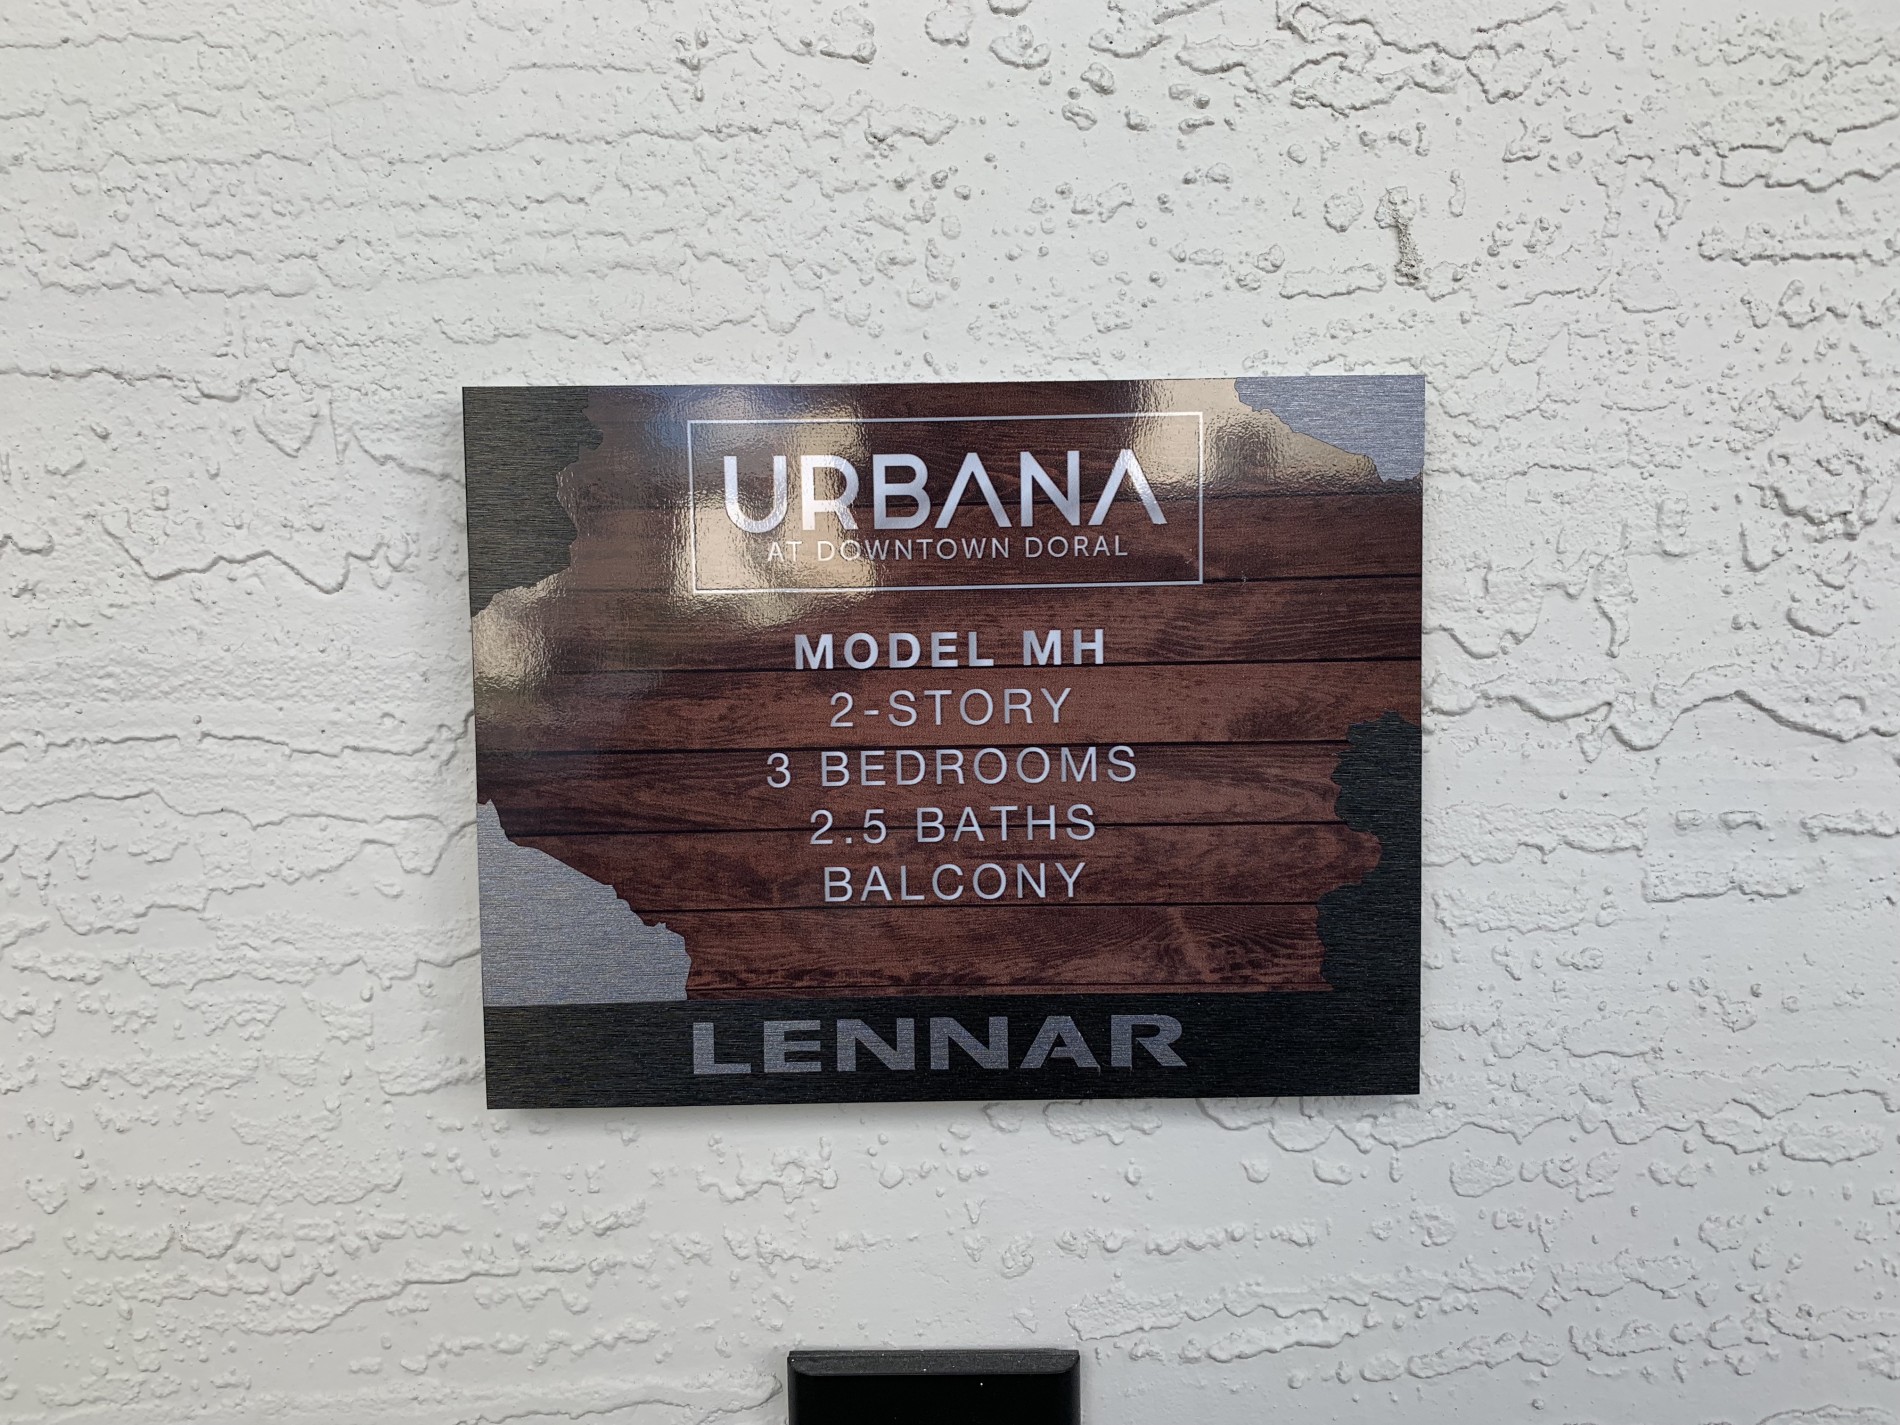 URBANA
AT DOWNTOWN DORAL
MODEL MH
2-STORY
3 BEDROOMS
2.5 BATHS
BALCONY
LENNAR